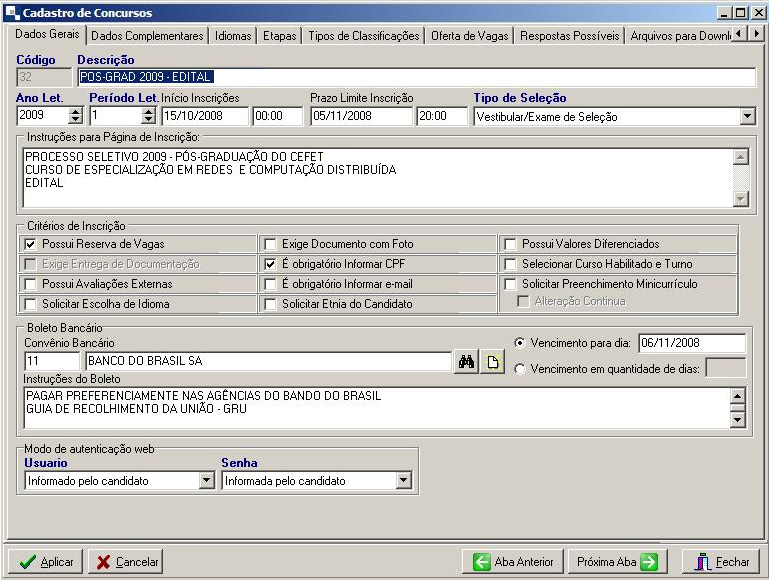 Cadastro de Concursos
Dados Gerais Dados Complementares Idiomas Etapas Tipos de Classificações Oferta de Vagas Respostas Possíveis Arquivos para Downl
Código Descrição
32 POS-GRAD 2009 - EDITAL
Ano Let. Período Let. Início Inscrições Prazo Limite Inscrição Tipo de Seleção
2009 1 15/10/2008 00:00 05/11/2008 20:00 Vestibular/Exame de Seleção
Instruções para Página de Inscrição:
PROCESSO SELETIVO 2009 - PÓS-GRADUAÇÃO DO CEFET
CURSO DE ESPECIALIZAÇÃO EM REDES E COMPUTAÇÃO DISTRIBUÍDA
EDITAL
Critérios de Inscrição
Possui Reserva de Vagas Exige Documento com Foto Possui Valores Diferenciados
Exige Entrega de Documentação É obrigatório Informar CPF Selecionar Curso Habilitado e Turno
Possui Avaliações Externas É obrigatório Informar e-mail Solicitar Preenchimento Minicurrículo
Solicitar Escolha de Idioma Solicitar Etnia do Candidato Alteração Continua
Boleto Bancário
Convênio Bancário Vencimento para dia: 06/11/2008
11 BANCO DO BRASIL SA Vencimento em quantidade de dias:
Instruções do Boleto
PAGAR PREFERENCIAMENTE NAS AGÊNCIAS DO BANDO DO BRASIL
GUIA DE RECOLHIMENTO DA UNIÃO - GRU
Modo de autenticação web
Usuario Senha
Informado pelo candidato Informada pelo candidato
Aplicar Cancelar Aba Anterior Próxima Aba Fechar